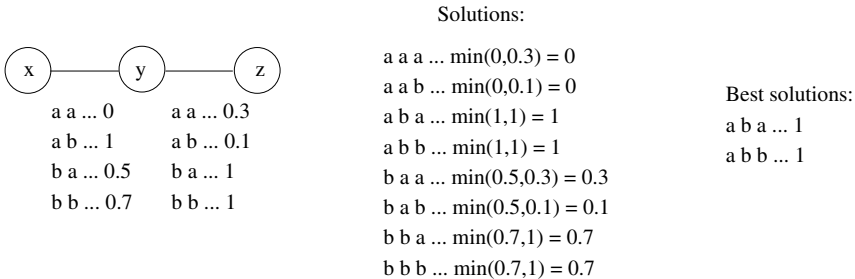 x y z
a a ... 0
a b ... 1
b a ... 0.5
b b ... 0.7
a a ... 0.3
a b ... 0.1
b a ... 1
b b ... 1
Solutions:
a a a ... min(0,0.3) = 0
a a b ... min(0,0.1) = 0
a b a ... min(1,1) = 1
a b b ... min(1,1) = 1
b a a ... min(0.5,0.3) = 0.3
b a b ... min(0.5,0.1) = 0.1
b b a ... min(0.7,1) = 0.7
b b b ... min(0.7,1) = 0.7
Best solutions:
a b a ... 1
a b b ... 1